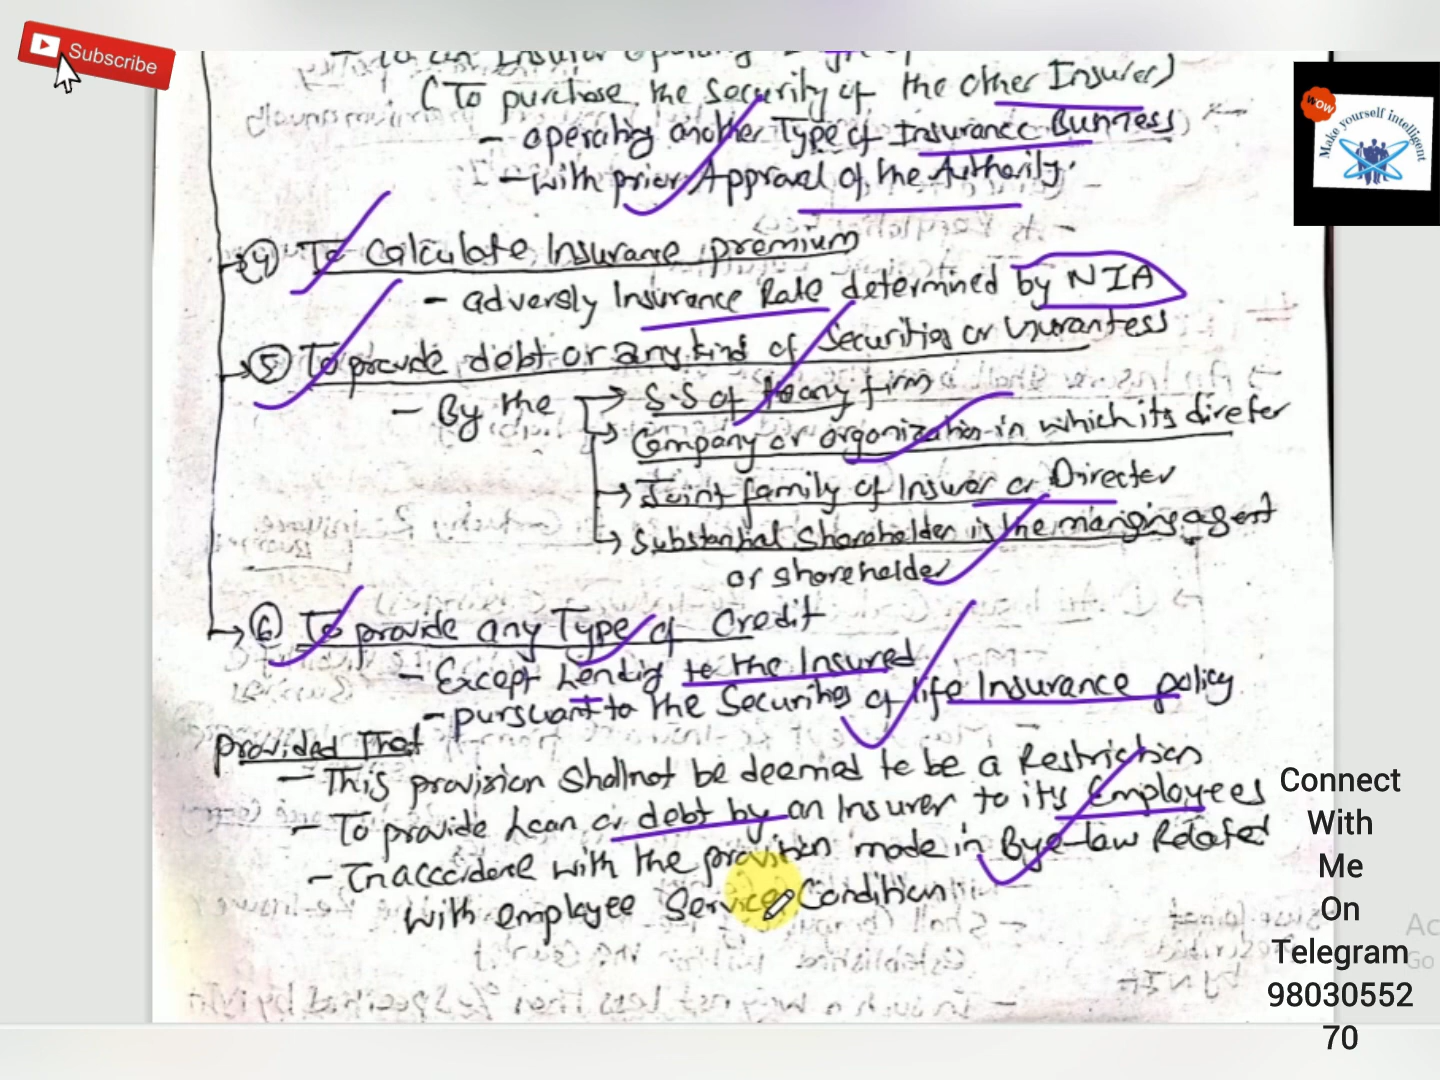 Subscribe
(To purchase the security of the other Insurer)
- operating another Type of Insurance Business
- with prior Approval of the Authority.
WOW
Make yourself intelligent
(4) To Calculate Insurance premium
- adversly Insurance Rate determined by NIA
(5) To provide debt or any kind of Securities or Gurantess
- By the → S.S of any firm
→ Company or organization in which its director
→ Joint family of Insurer or Director
→ Substantial Shareholder is the manging agent
or shareholder
→ (6) To provide any Type of Credit
- Except Lending to the Insured
- pursuant to the Securities of life Insurance policy
provided That
- This provision shall not be deemed to be a Restriction
- To provide Loan or debt by an Insurer to its Employees
- In accordance with the provision made in Bye-law Related
with employee Service Condition
Connect
With
Me
On
Telegram
98030552
70